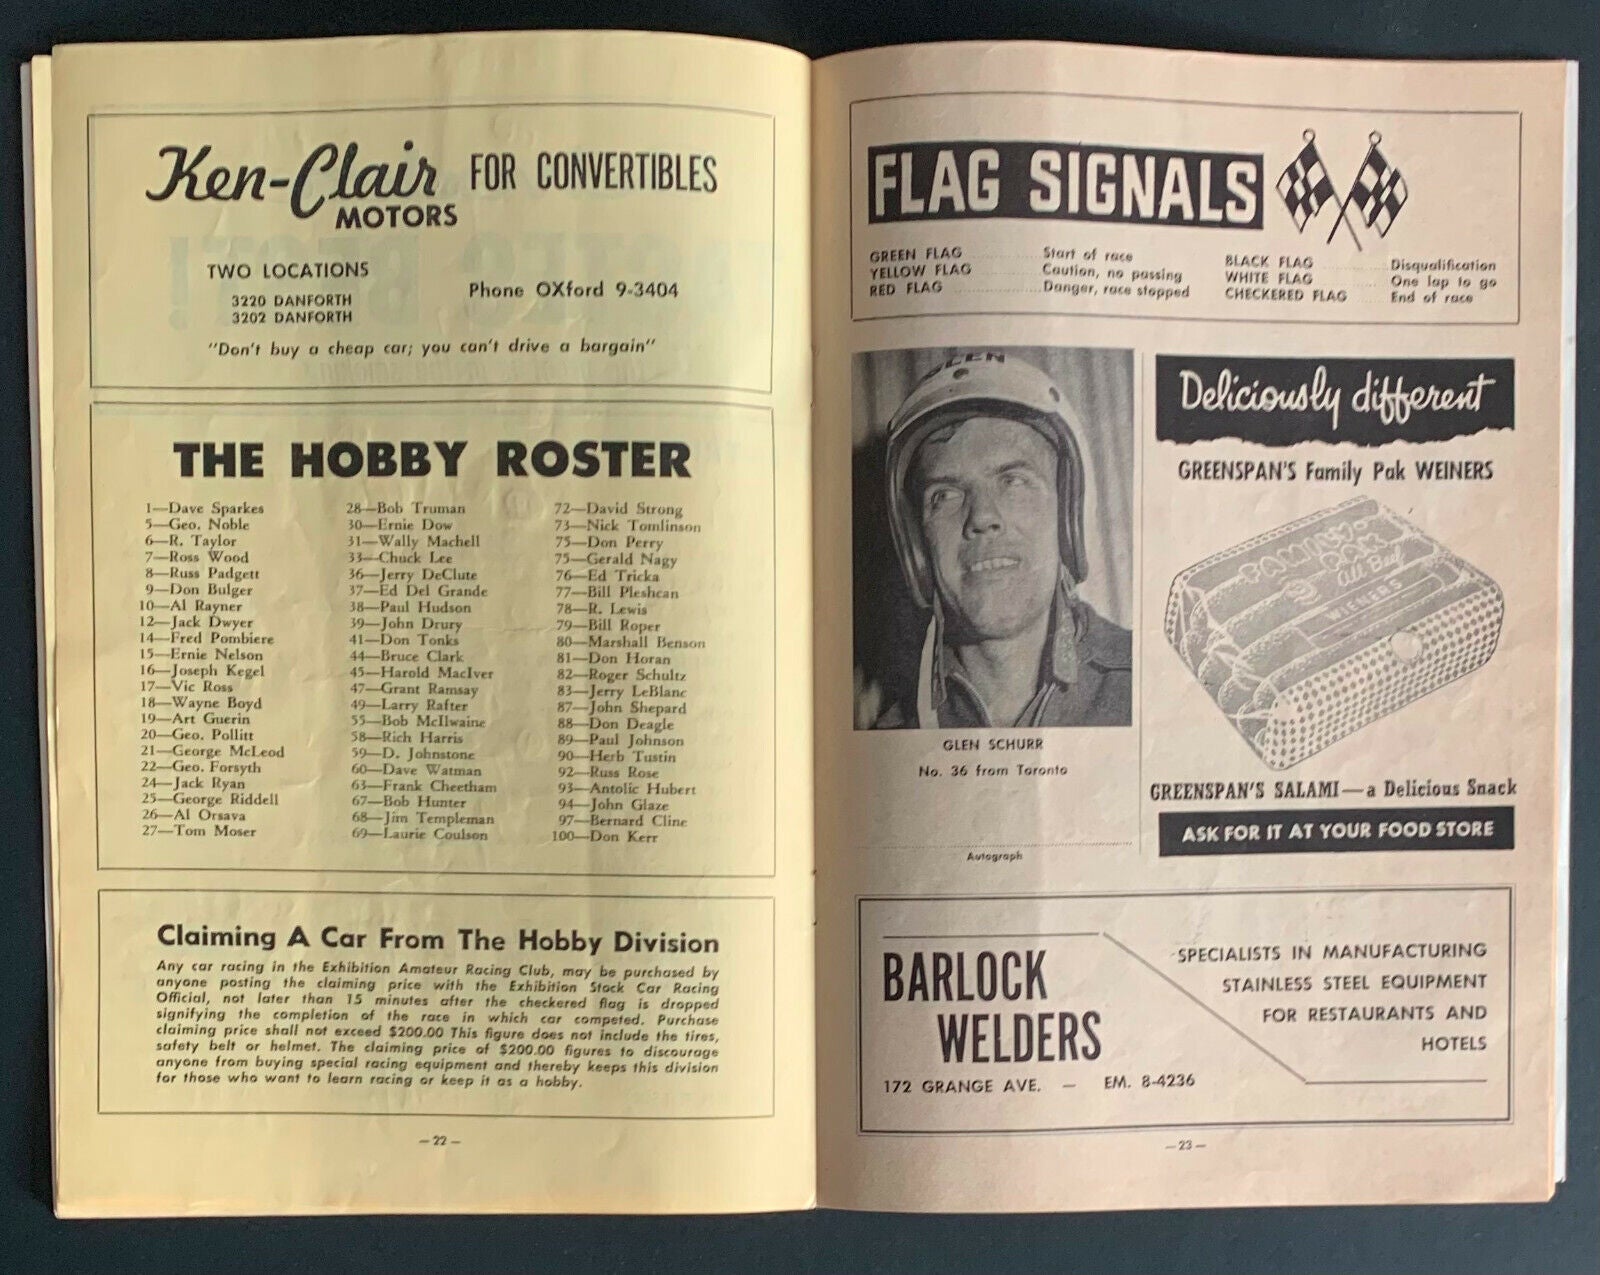 Ken-Clair FOR CONVERTIBLES
MOTORS
TWO LOCATIONS
3220 DANFORTH
3202 DANFORTH
Phone OXford 9-3404
"Don't buy a cheap car; you can't drive a bargain"
THE HOBBY ROSTER
1—Dave Sparkes
5—Geo. Noble
6—R. Taylor
7—Ross Wood
8—Russ Padgett
9—Don Bulger
10—Al Rayner
12—Jack Dwyer
14—Fred Pombiere
15—Ernie Nelson
16—Joseph Kegel
17—Vic Ross
18—Wayne Boyd
19—Art Guerin
20—Geo. Pollitt
21—George McLeod
22—Geo. Forsyth
24—Jack Ryan
25—George Riddell
26—Al Orsava
27—Tom Moser
28—Bob Truman
30—Ernie Dow
31—Wally Machell
33—Chuck Lee
36—Jerry DeClute
37—Ed Del Grande
38—Paul Hudson
39—John Drury
41—Don Tonks
44—Bruce Clark
45—Harold MacIver
47—Grant Ramsay
49—Larry Rafter
55—Bob McIlwaine
58—Rich Harris
59—D. Johnstone
60—Dave Watman
63—Frank Cheetham
67—Bob Hunter
68—Jim Templeman
69—Laurie Coulson
72—David Strong
73—Nick Tomlinson
75—Don Perry
75—Gerald Nagy
76—Ed Tricka
77—Bill Pleshcan
78—R. Lewis
79—Bill Roper
80—Marshall Benson
81—Don Horan
82—Roger Schultz
83—Jerry LeBlanc
87—John Shepard
88—Don Deagle
89—Paul Johnson
90—Herb Tustin
92—Russ Rose
93—Antolic Hubert
94—John Glaze
97—Bernard Cline
100—Don Kerr
Claiming A Car From The Hobby Division
Any car racing in the Exhibition Amateur Racing Club, may be purchased by
anyone posting the claiming price with the Exhibition Stock Car Racing
Official, not later than 15 minutes after the checkered flag is dropped
signifying the completion of the race in which car competed. Purchase
claiming price shall not exceed $200.00 This figure does not include the tires,
safety belt or helmet. The claiming price of $200.00 figures to discourage
anyone from buying special racing equipment and thereby keeps this division
for those who want to learn racing or keep it as a hobby.
— 22 —
FLAG SIGNALS
GREEN FLAG Start of race
YELLOW FLAG Caution, no passing
RED FLAG Danger, race stopped
BLACK FLAG Disqualification
WHITE FLAG One lap to go
CHECKERED FLAG End of race
GLEN
GLEN SCHURR
No. 36 from Toronto
Autograph
Deliciously different
GREENSPAN'S Family Pak WEINERS
FAMILY
PAK
All Beef
WEINERS
GREENSPAN'S SALAMI—a Delicious Snack
ASK FOR IT AT YOUR FOOD STORE
BARLOCK
WELDERS
172 GRANGE AVE. — EM. 8-4236
SPECIALISTS IN MANUFACTURING
STAINLESS STEEL EQUIPMENT
FOR RESTAURANTS AND
HOTELS
— 23 —